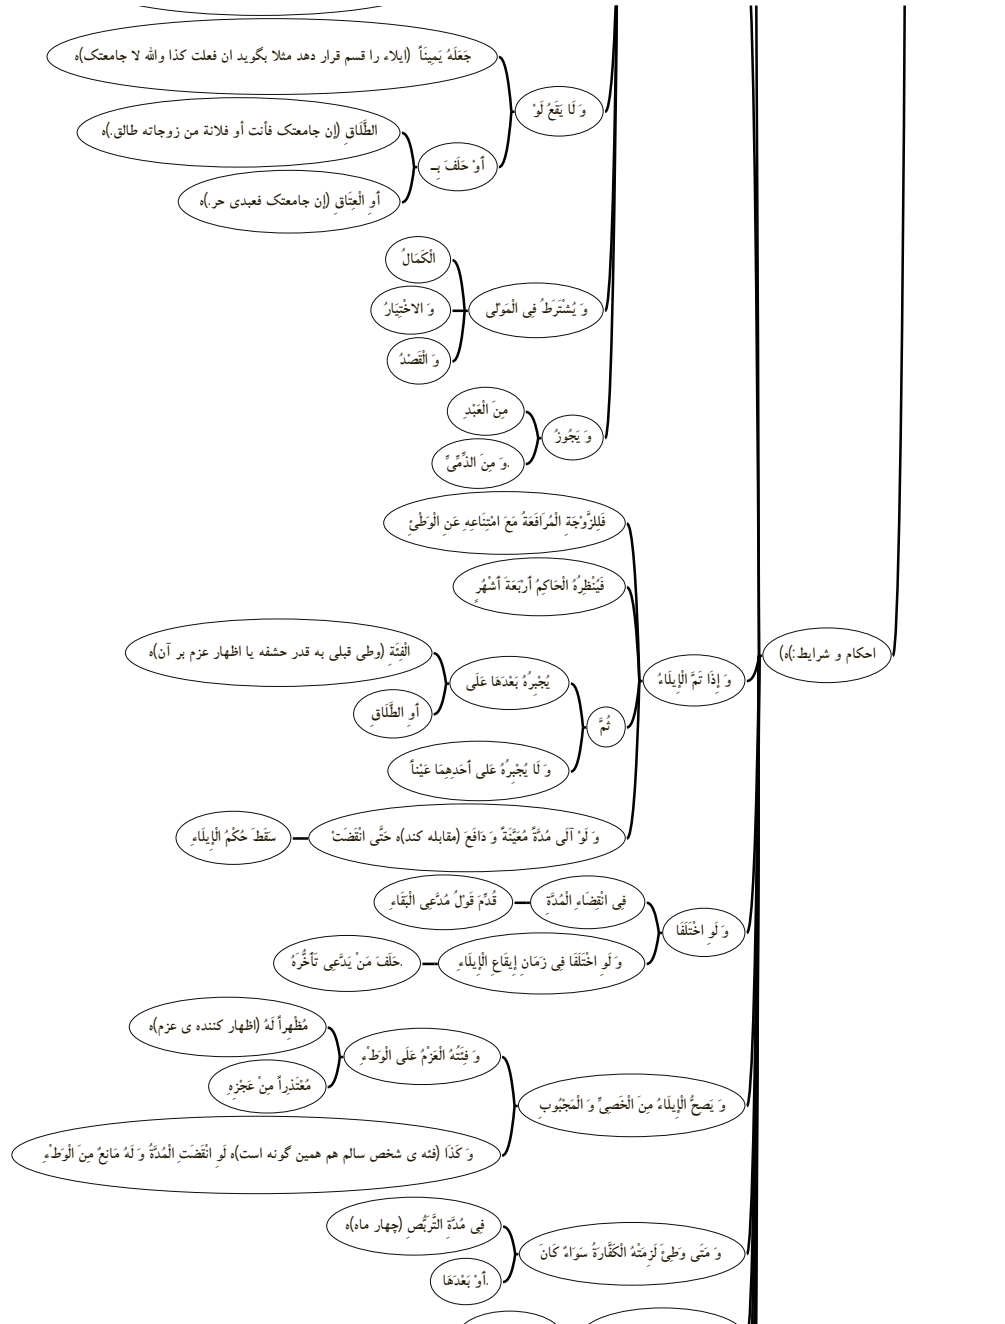 جَعَلَهُ يَمِينَاً (ایلاء را قسم قرار دهد مثلا بگوید ان فعلت کذا والله لا جامعتک)ه
وَ لَا يَقَعُ لَوْ
الطَّلَاقِ (إن جامعتک فأنت أو فلانة من زوجاته طالق.)ه
أَوْ حَلَفَ بِــ
أَوِ الْعِتَاقِ (إن جامعتک فعبدی حر.)ه
الْكَمَالُ
وَ يُشْتَرَطُ فِی الْمَوْلَى
وَ الاخْتِيَارُ
وَ الْقَصْدُ
مِنَ الْعَبْدِ
وَ يَجُوزُ
.وَ مِنَ الذِّمِّيِّ
فَلِلزَّوْجَةِ الْمُرَافَعَةُ مَعَ امْتِنَاعِهِ عَنِ الْوَطْئِ
فَيُنْظِرُهُ الْحَاكِمُ أَرْبَعَةَ أَشْهُرٍ
احکام و شرایط:)ه)
الْفِئَةِ (وطی قبلی به قدر حشفه یا اظهار عزم بر آن)ه
وَ إِذَا تَمَّ الْإِيلَاءُ
يُجْبِرُهُ بَعْدَهَا عَلَى
أَوِ الطَّلَاقِ
ثُمَّ
وَ لَا يُجْبِرُهُ عَلى أَحَدِهِمَا عَيْناً
وَ لَوْ آلَى مُدَّةً مُعَيَّنَةً وَ دَافَعَ (مقابله کند)ه حَتَّى انْقَضَتْ
سَقَطَ حُكْمُ الْإِيلَاءِ
فِی انْقِضَاءِ الْمُدَّةِ
قُدِّمَ قَوْلُ مُدَّعِی الْبَقَاءِ
وَ لَوِ اخْتَلَفَا
وَ لَوِ اخْتَلَفَا فِی زَمَانِ إِيقَاعِ الْإِيلَاءِ
.حَلَفَ مَنْ يَدَّعِی تَأَخُّرَهُ
مُظْهِراً لَهُ (اظهار کننده ی عزم)ه
وَ فِئَتُهُ الْعَزْمُ عَلَى الْوَطْءِ
مُعْتَذِراً مِنْ عَجْزِهِ
وَ يَصِحُّ الْإِيلَاءُ مِنَ الْخَصِيِّ وَ الْمَجْبُوبِ
وَ كَذَا (فئه ی شخص سالم هم همین گونه است)ه لَوِ انْقَضَتِ الْمُدَّةُ وَ لَهُ مَانِعٌ مِنَ الْوَطْءِ
فِی مُدَّةِ التَّرَبُّصِ (چهار ماه)ه
وَ مَتَى وَطِئَ لَزِمَتْهُ الْكَفَّارَةُ سَوَاءٌ كَانَ
.أَوْ بَعْدَهَا